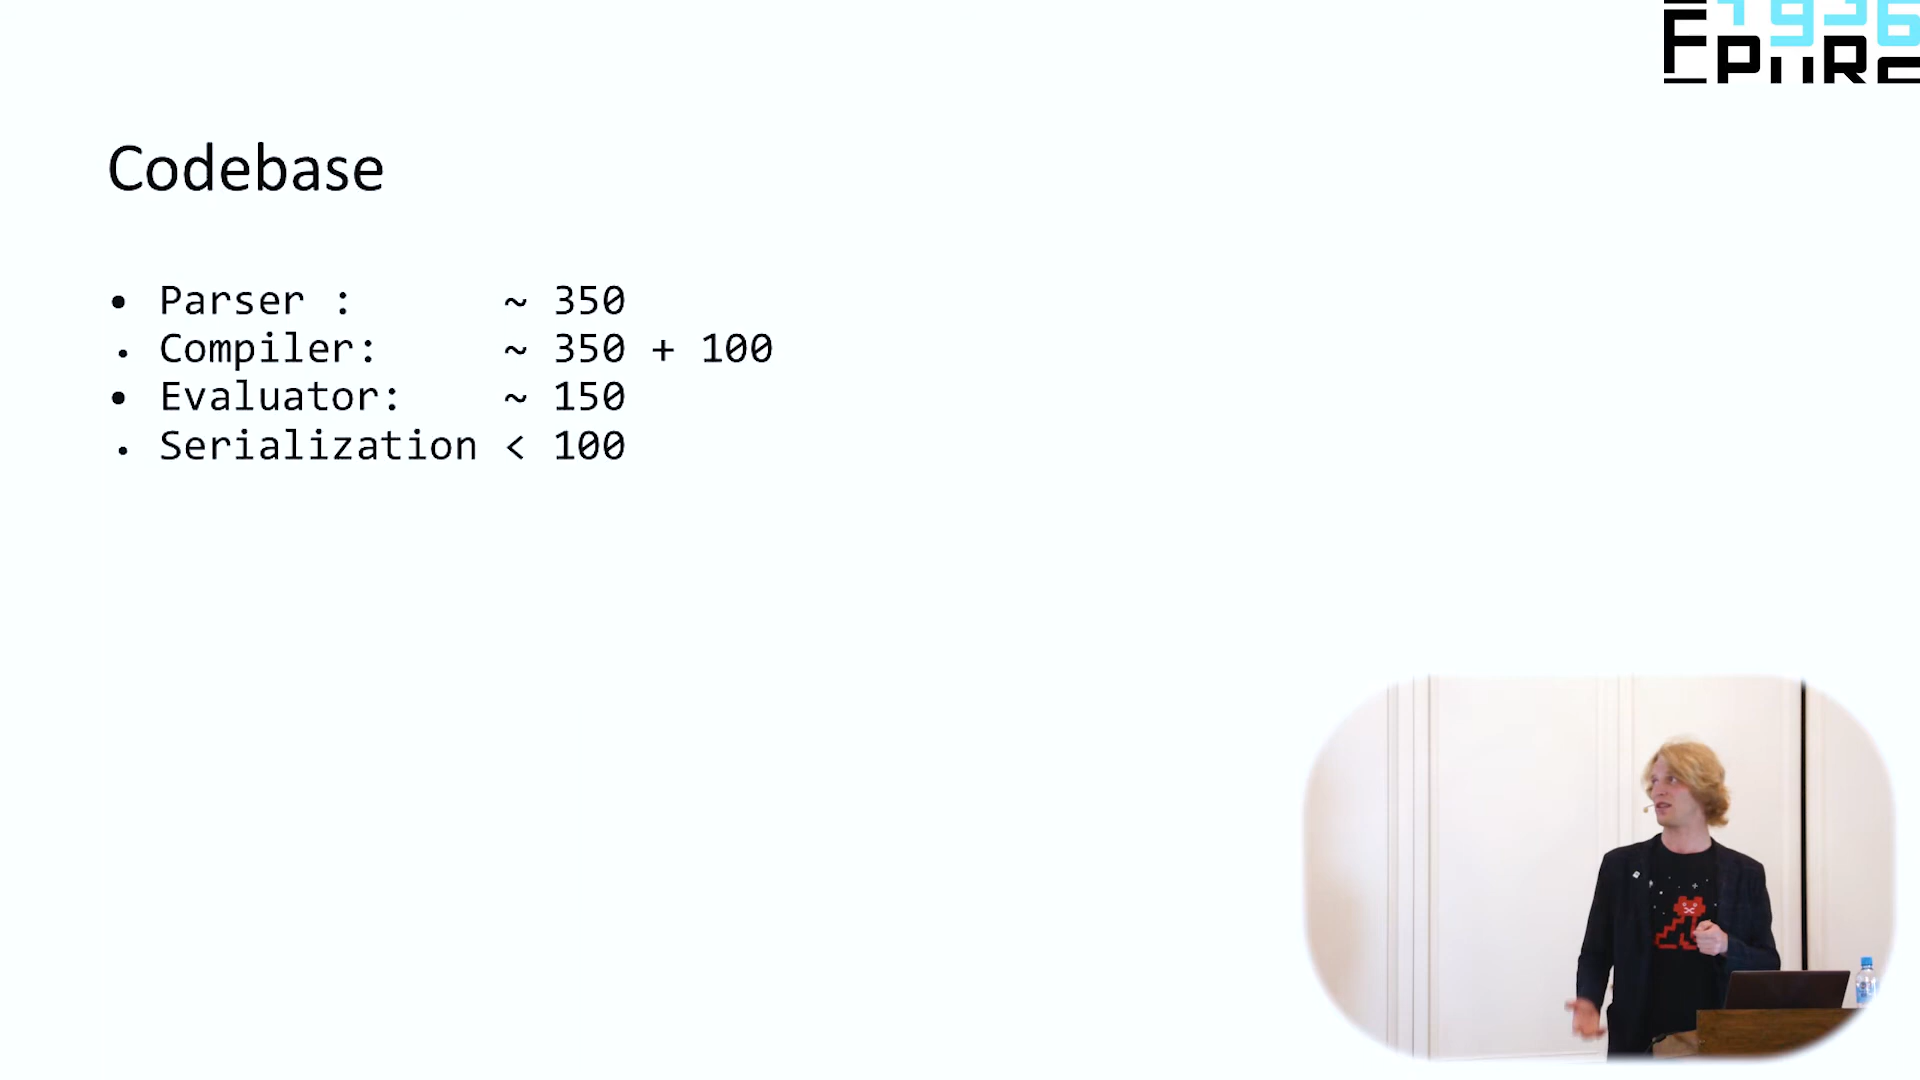 Codebase
• Parser : ~ 350
• Compiler: ~ 350 + 100
• Evaluator: ~ 150
• Serialization < 100